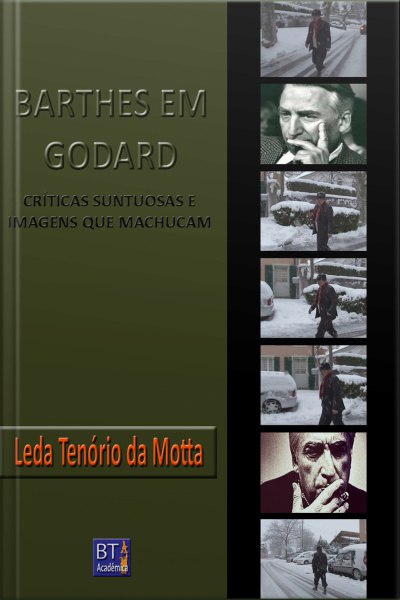 BARTHES EM
GODARD
CRÍTICAS SUNTUOSAS E
IMAGENS QUE MACHUCAM
Leda Tenório da Motta
BT
Acadêmica